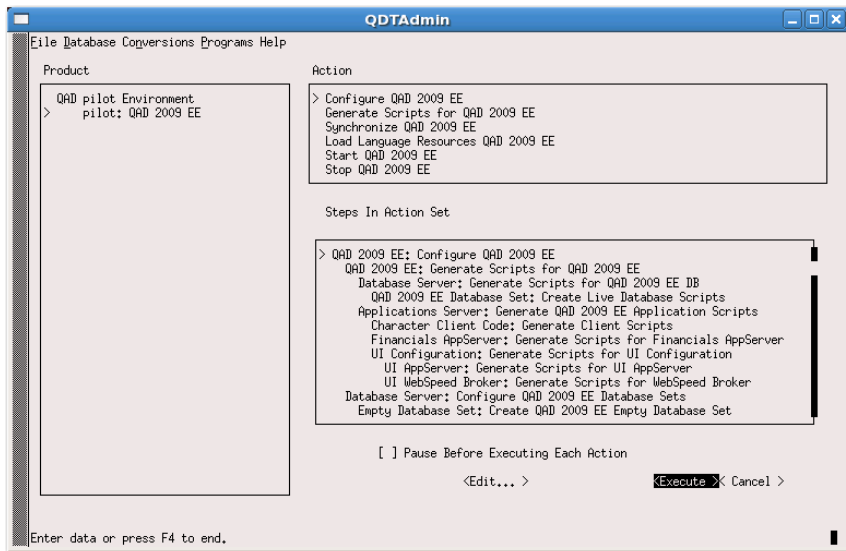 QDTAdmin
File Database Conversions Programs Help
Product
QAD pilot Environment
> pilot: QAD 2009 EE
Action
> Configure QAD 2009 EE
Generate Scripts for QAD 2009 EE
Synchronize QAD 2009 EE
Load Language Resources QAD 2009 EE
Start QAD 2009 EE
Stop QAD 2009 EE
Steps In Action Set
> QAD 2009 EE: Configure QAD 2009 EE
QAD 2009 EE: Generate Scripts for QAD 2009 EE
Database Server: Generate Scripts for QAD 2009 EE DB
QAD 2009 EE Database Set: Create Live Database Scripts
Applications Server: Generate QAD 2009 EE Application Scripts
Character Client Code: Generate Client Scripts
Financials AppServer: Generate Scripts for Financials AppServer
UI Configuration: Generate Scripts for UI Configuration
UI AppServer: Generate Scripts for UI AppServer
UI WebSpeed Broker: Generate Scripts for WebSpeed Broker
Database Server: Configure QAD 2009 EE Database Sets
Empty Database Set: Create QAD 2009 EE Empty Database Set
[ ] Pause Before Executing Each Action
<Edit... > <Execute >< Cancel >
Enter data or press F4 to end.